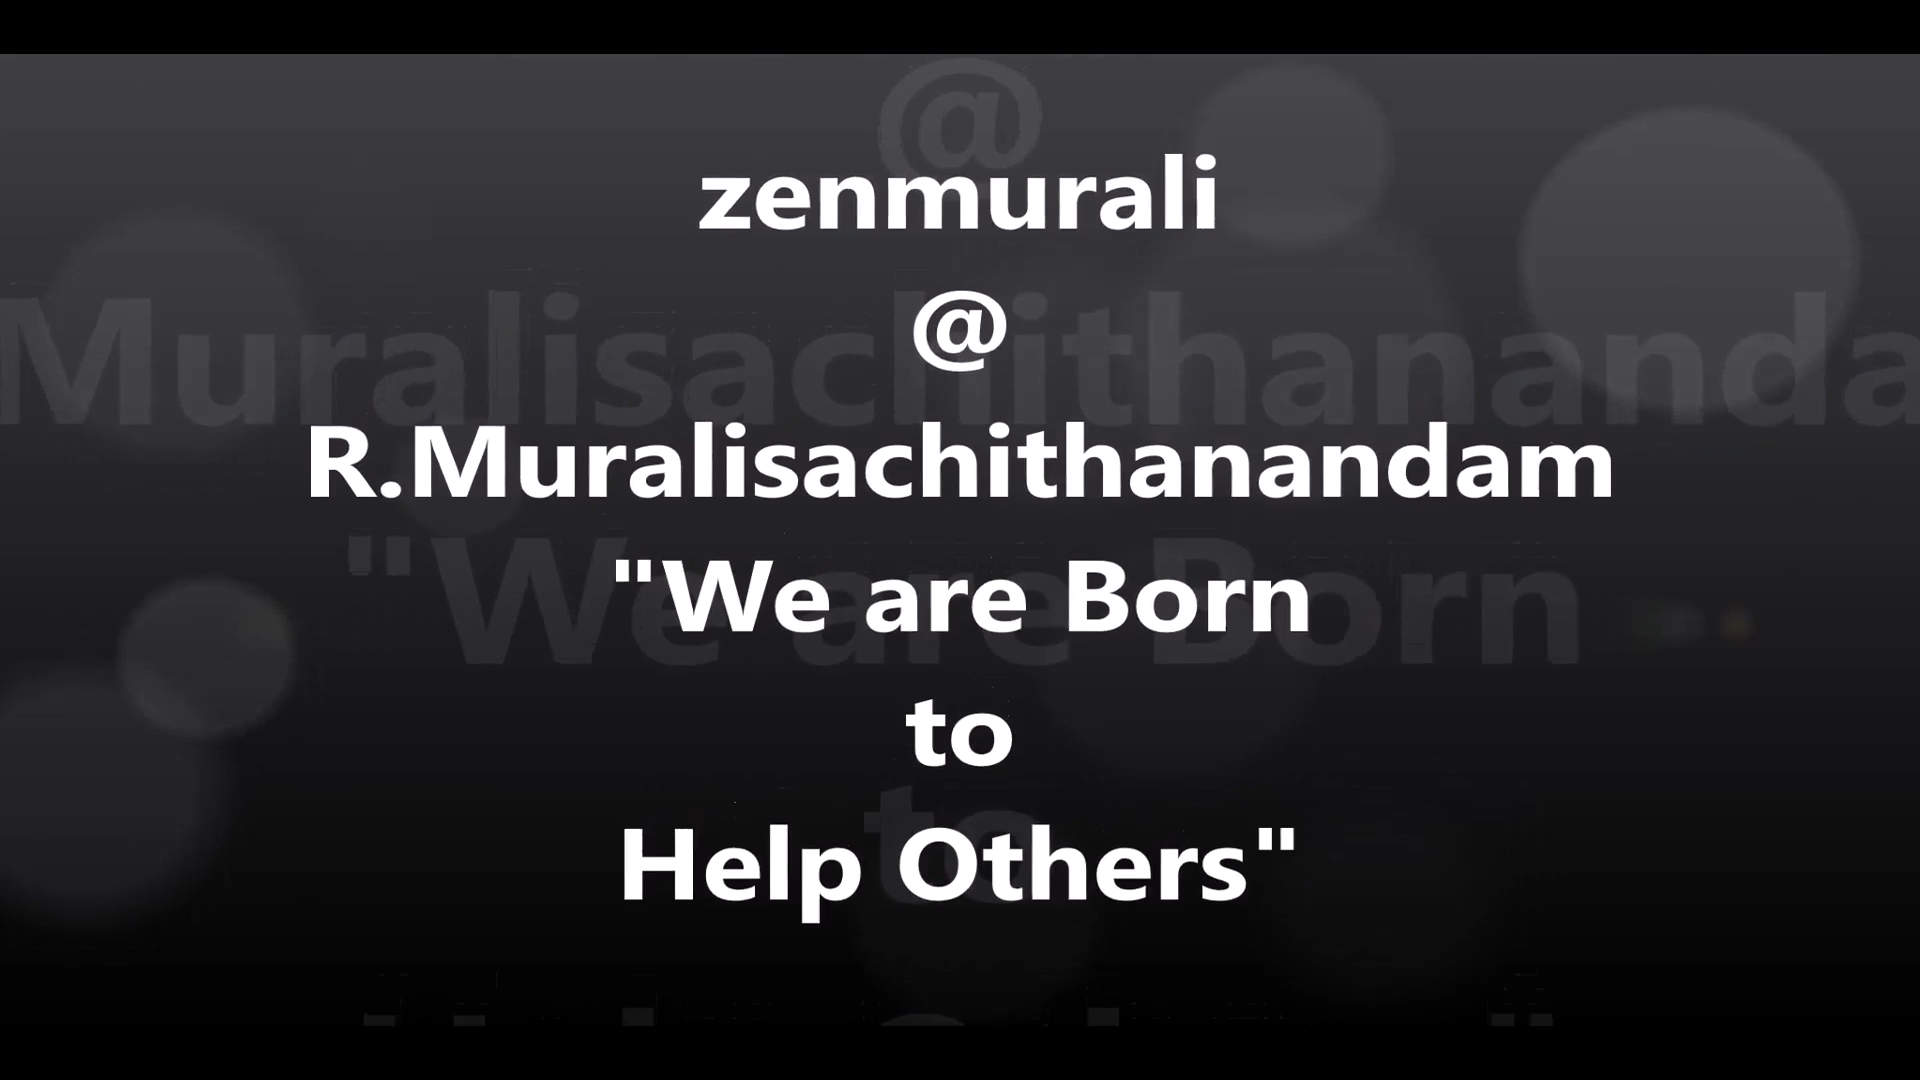 zenmurali
@
R.Muralisachithanandam
"We are Born
to
Help Others"